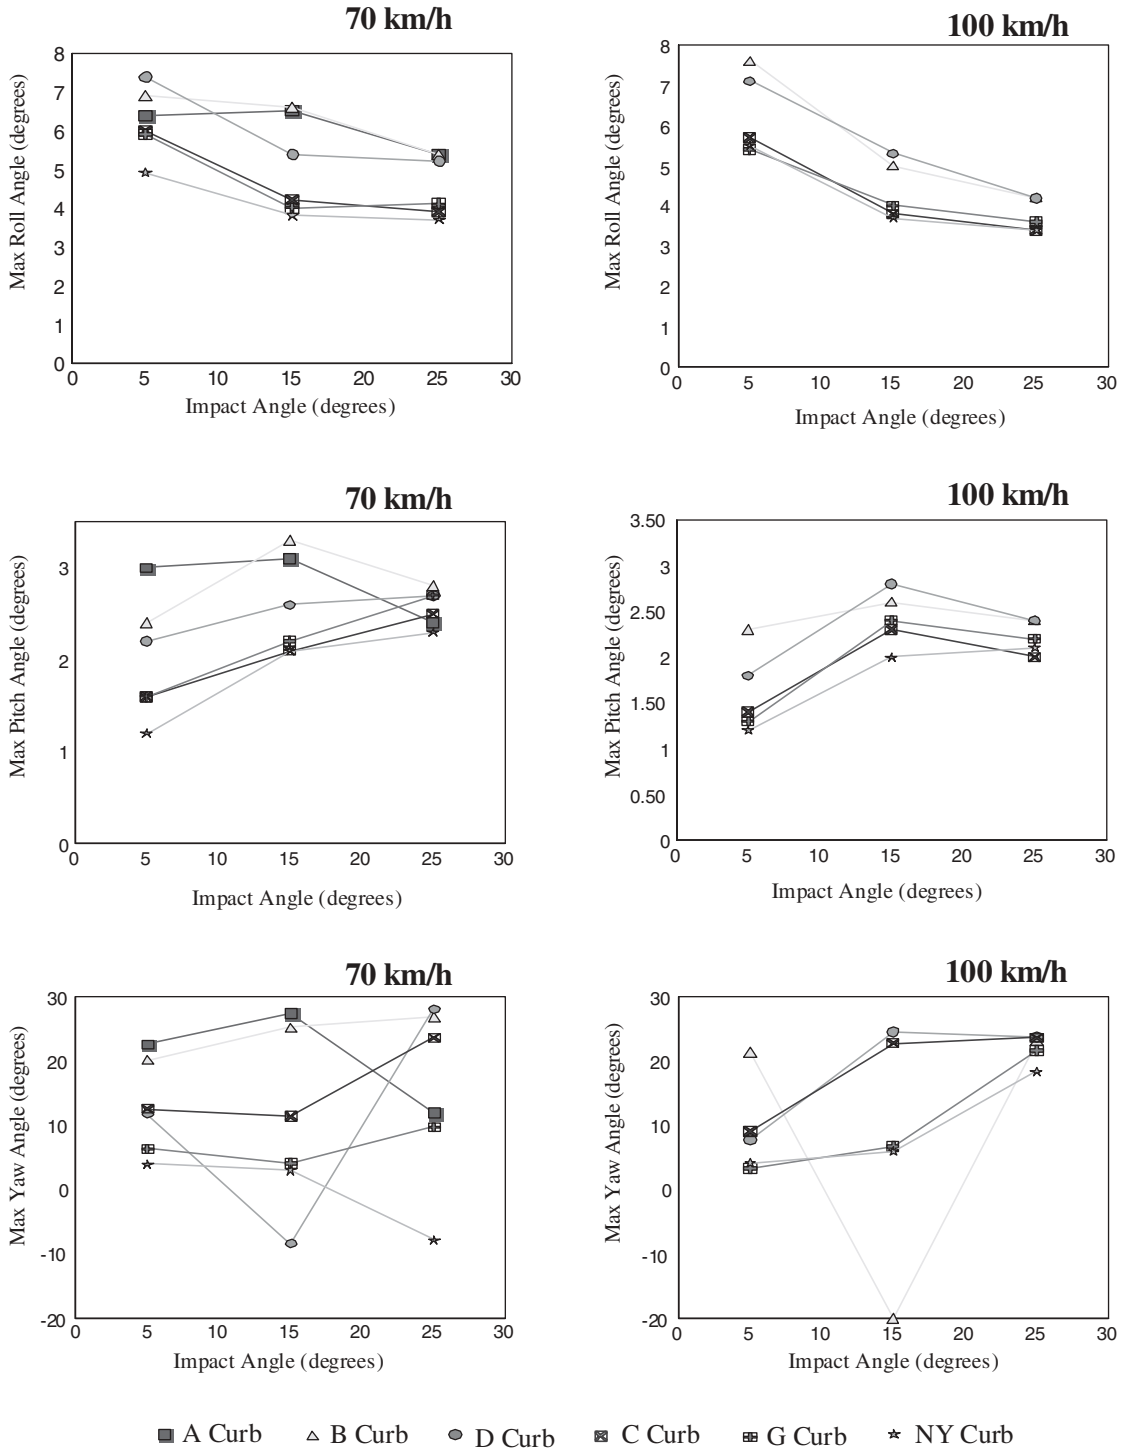 70 km/h
8
7
6
5
4
3
2
1
0
Max Roll Angle (degrees)
0 5 10 15 20 25 30
Impact Angle (degrees)
100 km/h
8
7
6
5
4
3
2
1
0
Max Roll Angle (degrees)
0 5 10 15 20 25 30
Impact Angle (degrees)
70 km/h
3
2
1
0
Max Pitch Angle (degrees)
0 5 10 15 20 25 30
Impact Angle (degrees)
100 km/h
3.50
3
2.50
2
1.50
1
0.50
0
Max Pitch Angle (degrees)
0 5 10 15 20 25 30
Impact Angle (degrees)
70 km/h
30
20
10
0
-10
-20
Max Yaw Angle (degrees)
0 5 10 15 20 25 30
Impact Angle (degrees)
100 km/h
30
20
10
0
-10
-20
Max Yaw Angle (degrees)
0 5 10 15 20 25 30
Impact Angle (degrees)
A Curb B Curb D Curb C Curb G Curb NY Curb